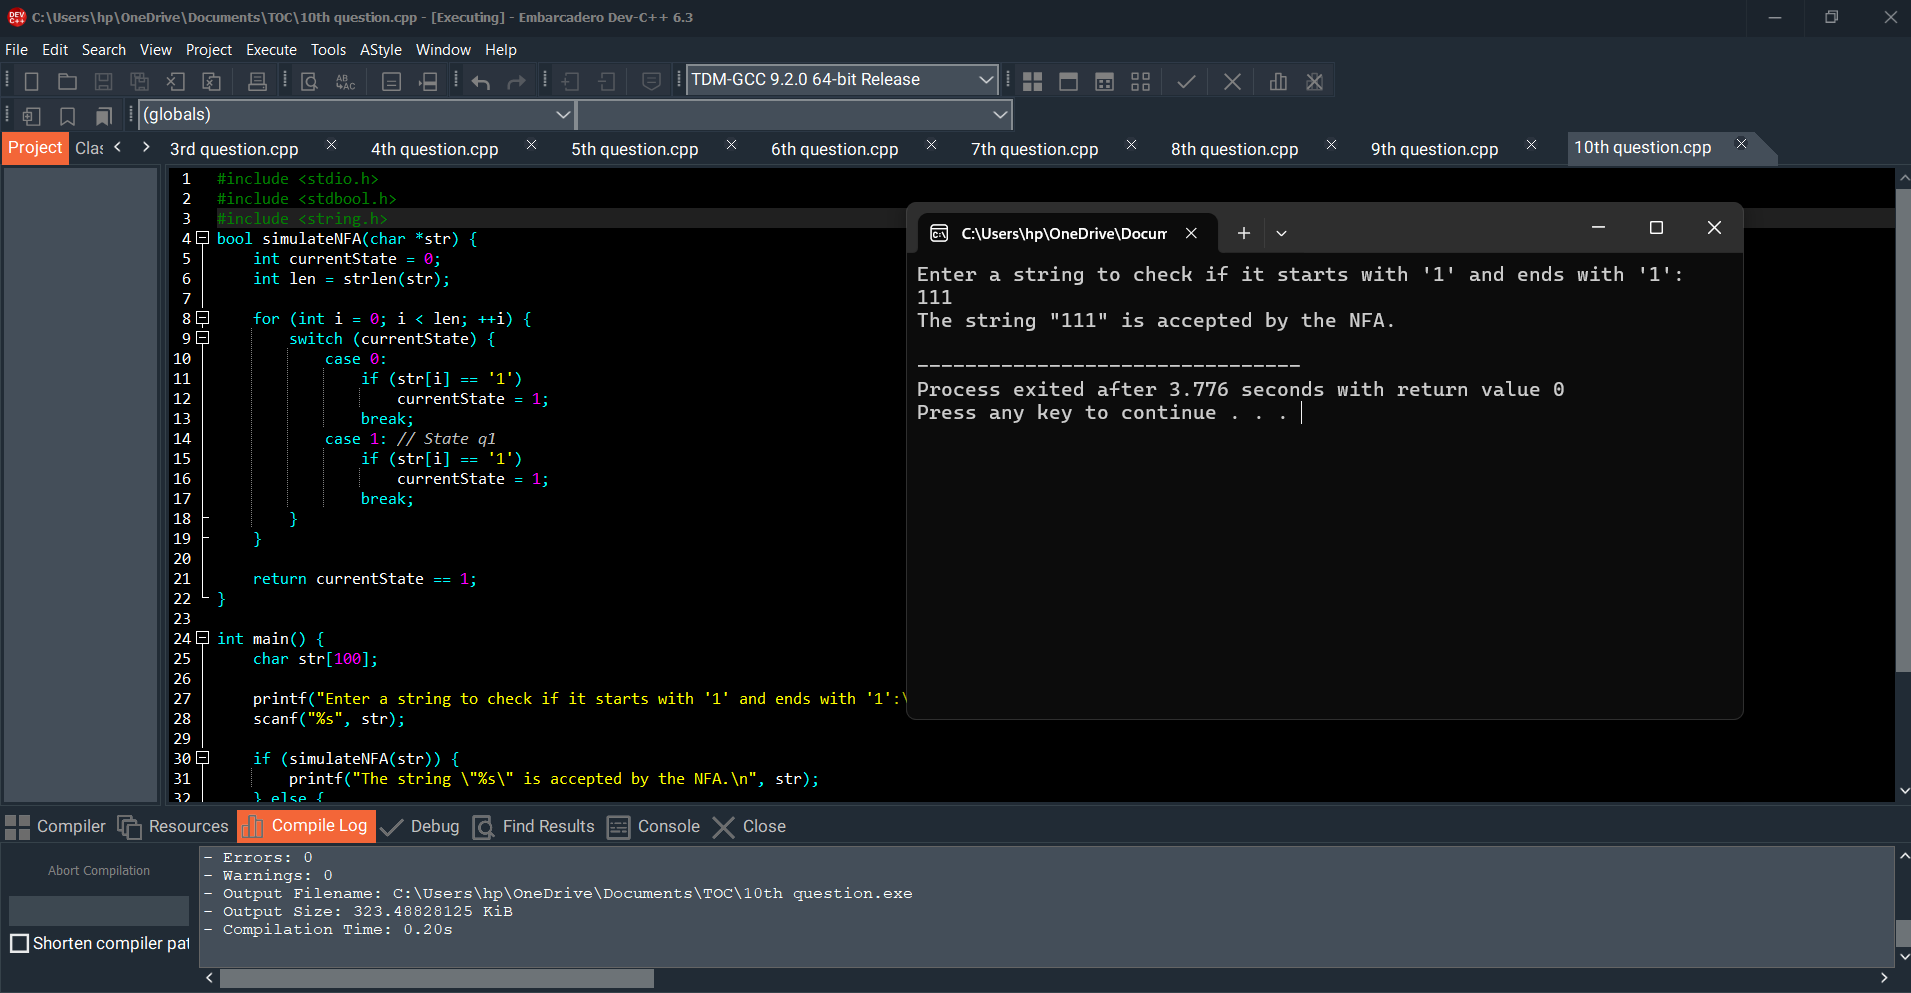 C:\Users\hp\OneDrive\Documents\TOC\10th question.cpp - [Executing] - Embarcadero Dev-C++ 6.3
File Edit Search View Project Execute Tools AStyle Window Help
TDM-GCC 9.2.0 64-bit Release
(globals)
Project Clas 3rd question.cpp 4th question.cpp 5th question.cpp 6th question.cpp 7th question.cpp 8th question.cpp 9th question.cpp 10th question.cpp
1 #include <stdio.h>
2 #include <stdbool.h>
3 #include <string.h>
4 bool simulateNFA(char *str) {
5 int currentState = 0;
6 int len = strlen(str);
7
8 for (int i = 0; i < len; ++i) {
9 switch (currentState) {
10 case 0:
11 if (str[i] == '1')
12 currentState = 1;
13 break;
14 case 1: // State q1
15 if (str[i] == '1')
16 currentState = 1;
17 break;
18 }
19 }
20
21 return currentState == 1;
22 }
23
24 int main() {
25 char str[100];
26
27 printf("Enter a string to check if it starts with '1' and ends with '1':\
28 scanf("%s", str);
29
30 if (simulateNFA(str)) {
31 printf("The string \"%s\" is accepted by the NFA.\n", str);
32 } else {
C:\Users\hp\OneDrive\Docum
Enter a string to check if it starts with '1' and ends with '1':
111
The string "111" is accepted by the NFA.
--------------------------------
Process exited after 3.776 seconds with return value 0
Press any key to continue . . .
Compiler Resources Compile Log Debug Find Results Console Close
Abort Compilation
Shorten compiler pat
- Errors: 0
- Warnings: 0
- Output Filename: C:\Users\hp\OneDrive\Documents\TOC\10th question.exe
- Output Size: 323.48828125 KiB
- Compilation Time: 0.20s